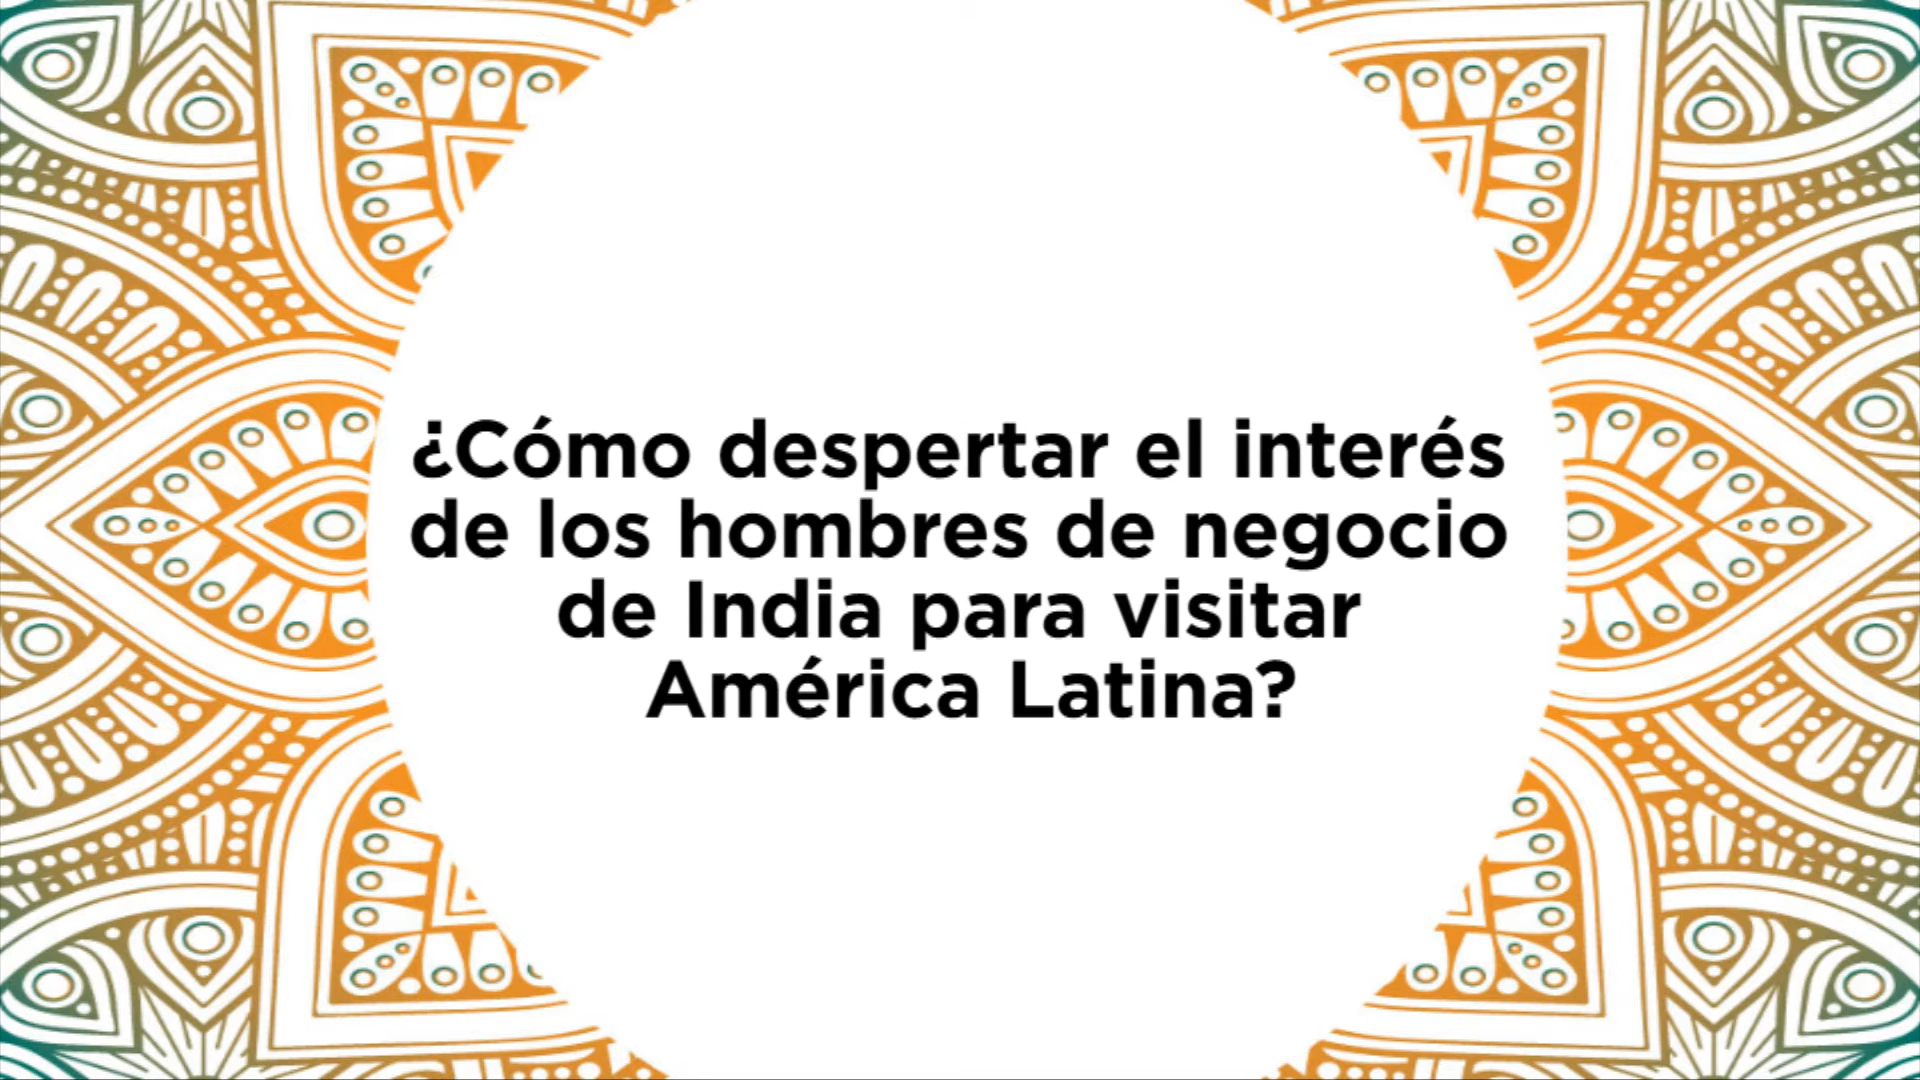 ¿Cómo despertar el interés
de los hombres de negocio
de India para visitar
América Latina?